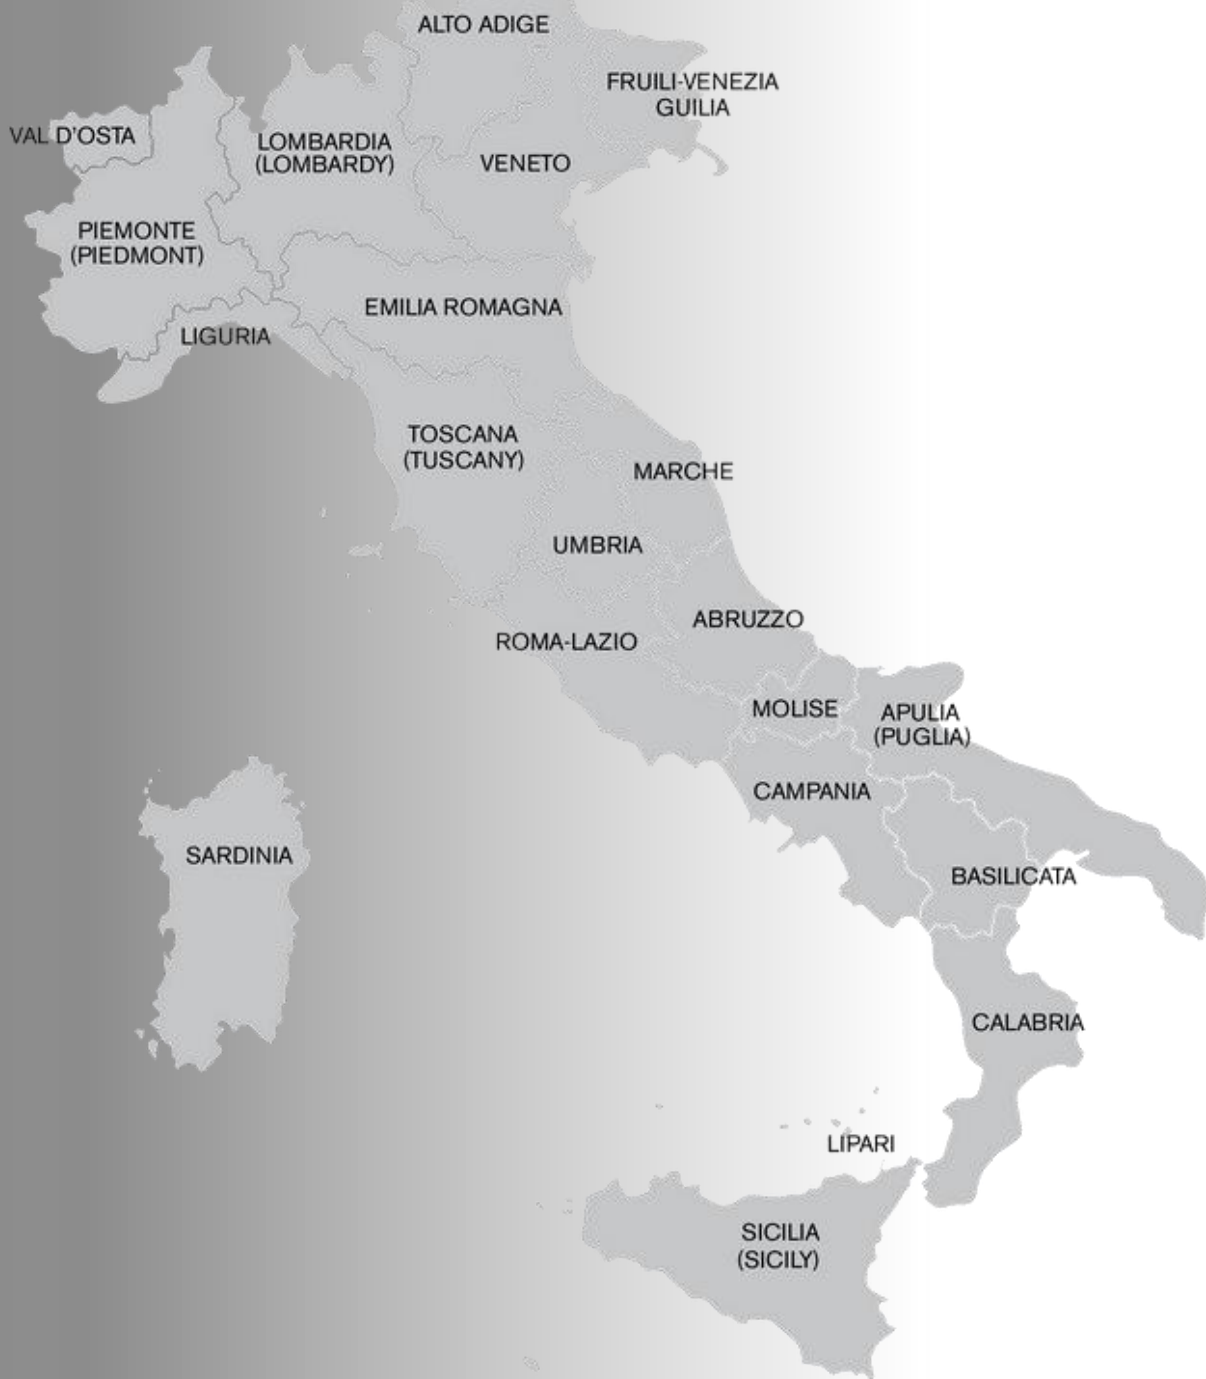 ALTO ADIGE
FRUILI-VENEZIA
GUILIA
VAL D'OSTA
LOMBARDIA
(LOMBARDY)
VENETO
PIEMONTE
(PIEDMONT)
EMILIA ROMAGNA
LIGURIA
TOSCANA
(TUSCANY)
MARCHE
UMBRIA
ABRUZZO
ROMA-LAZIO
MOLISE
APULIA
(PUGLIA)
CAMPANIA
SARDINIA
BASILICATA
CALABRIA
LIPARI
SICILIA
(SICILY)